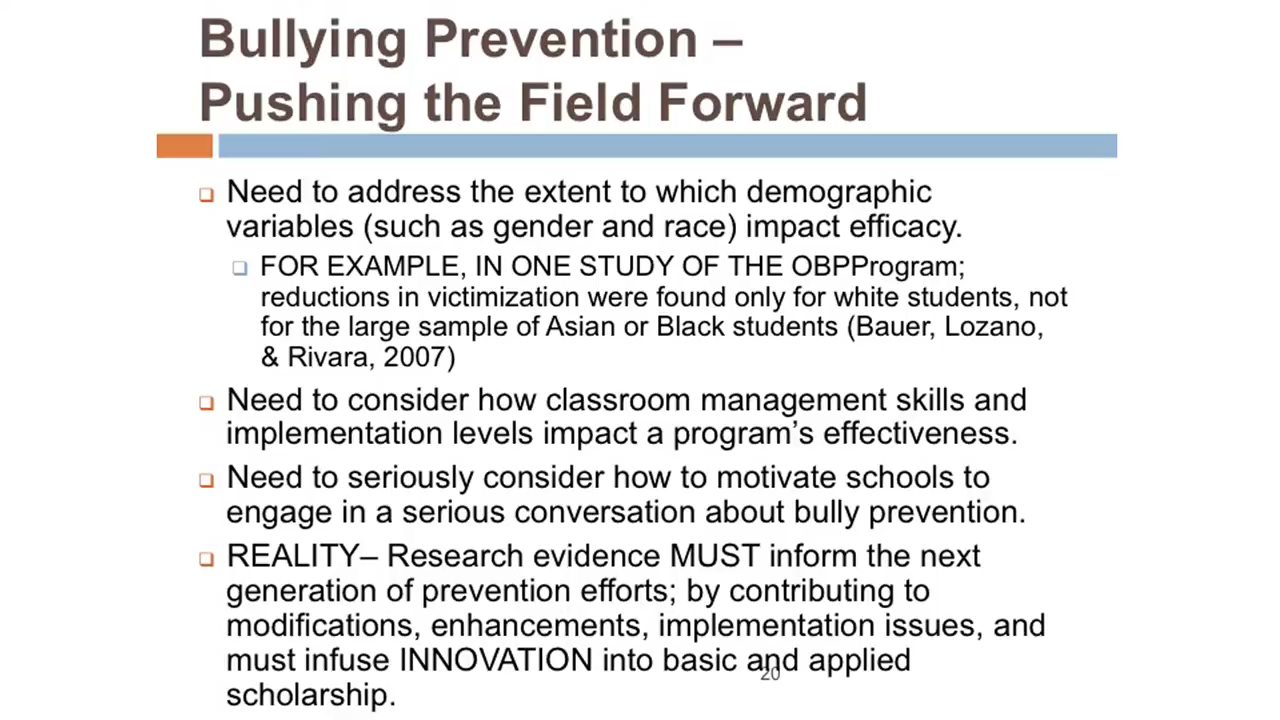 Bullying Prevention –
Pushing the Field Forward
Need to address the extent to which demographic
variables (such as gender and race) impact efficacy.
FOR EXAMPLE, IN ONE STUDY OF THE OBPProgram;
reductions in victimization were found only for white students, not
for the large sample of Asian or Black students (Bauer, Lozano,
& Rivara, 2007)
Need to consider how classroom management skills and
implementation levels impact a program’s effectiveness.
Need to seriously consider how to motivate schools to
engage in a serious conversation about bully prevention.
REALITY– Research evidence MUST inform the next
generation of prevention efforts; by contributing to
modifications, enhancements, implementation issues, and
must infuse INNOVATION into basic and applied
scholarship.
20